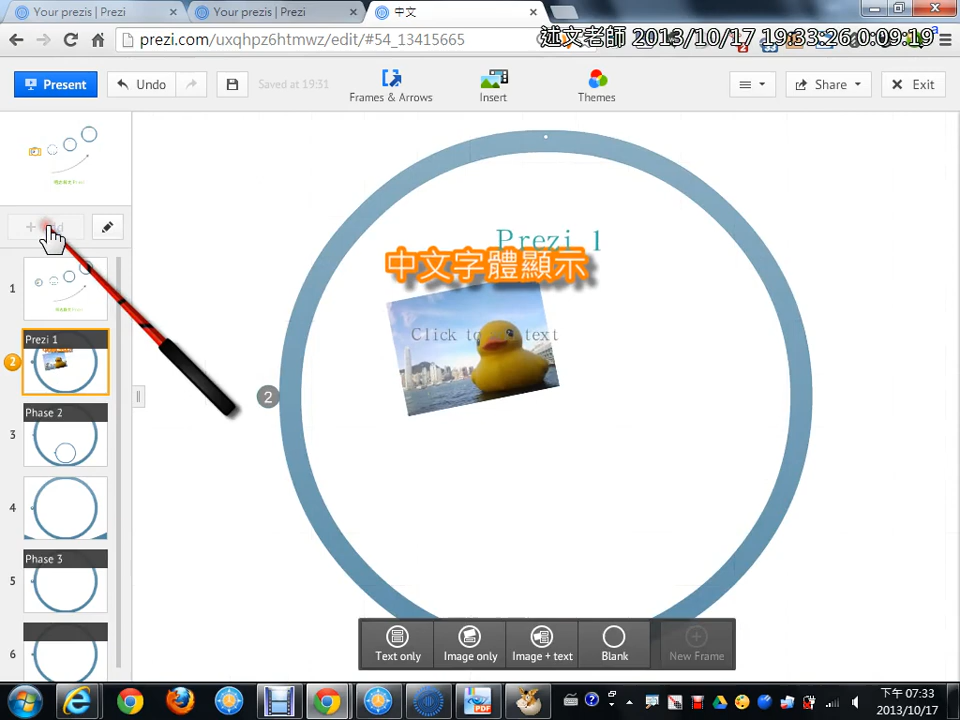 Your prezis | Prezi
Your prezis | Prezi
中文
prezi.com/uxqhpz6htmwz/edit/#54_13415665
述文老師 2013/10/17 19:33:26 0:09:19
Present
Undo
Saved at 19:31
Frames & Arrows
Insert
Themes
Share
Exit
1
Prezi 1
2
Phase 2
3
4
Phase 3
5
6
Prezi 1
中文字體顯示
Click to text
2
Text only
Image only
Image + text
Blank
New Frame
PDF
下午 07:33
2013/10/17